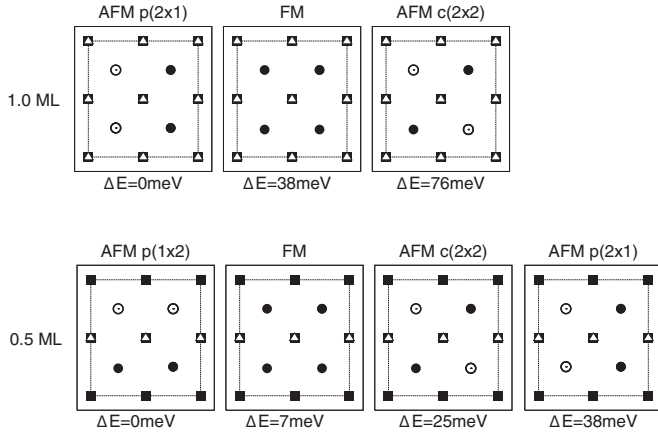 AFM p(2x1) FM AFM c(2x2)
1.0 ML
ΔE=0meV ΔE=38meV ΔE=76meV
AFM p(1x2) FM AFM c(2x2) AFM p(2x1)
0.5 ML
ΔE=0meV ΔE=7meV ΔE=25meV ΔE=38meV